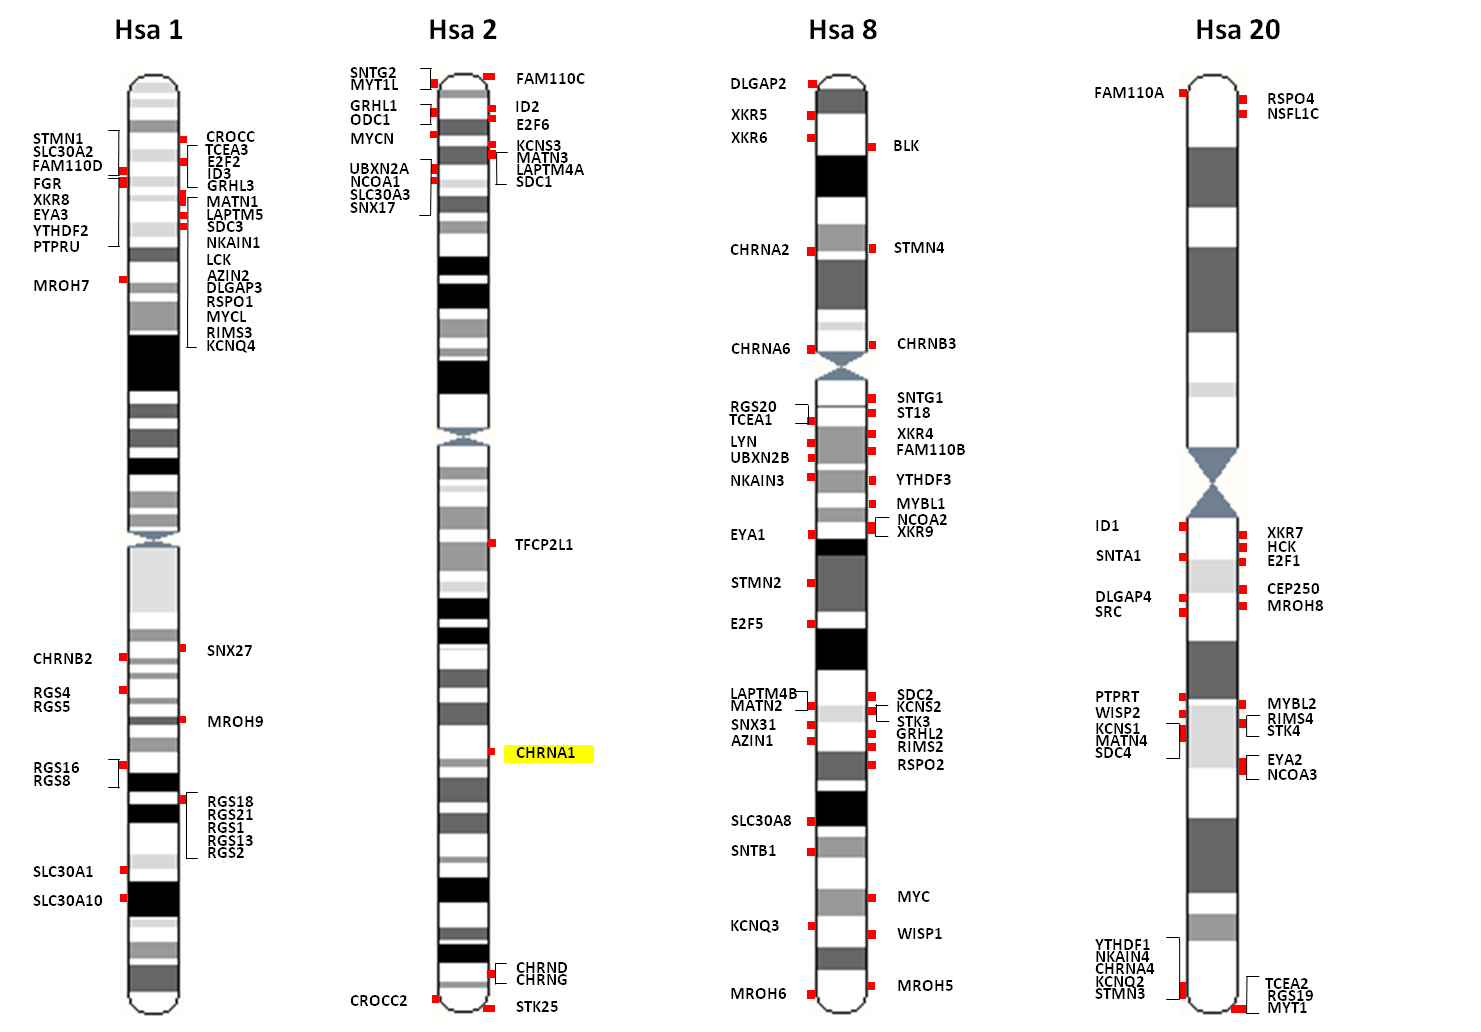 Hsa 1
Hsa 2
Hsa 8
Hsa 20
STMN1
SLC30A2
FAM110D
FGR
XKR8
EYA3
YTHDF2
PTPRU
MROH7
CHRNB2
RGS4
RGS5
RGS16
RGS8
SLC30A1
SLC30A10
CROCC
TCEA3
E2F2
ID3
GRHL3
MATN1
LAPTM5
SDC3
NKAIN1
LCK
AZIN2
DLGAP3
RSPO1
MYCL
RIMS3
KCNQ4
SNX27
MROH9
RGS18
RGS21
RGS1
RGS13
RGS2
SNTG2
MYT1L
GRHL1
ODC1
MYCN
UBXN2A
NCOA1
SLC30A3
SNX17
CROCC2
FAM110C
ID2
E2F6
KCNS3
MATN3
LAPTM4A
SDC1
TFCP2L1
CHRNA1
CHRND
CHRNG
STK25
DLGAP2
XKR5
XKR6
CHRNA2
CHRNA6
RGS20
TCEA1
LYN
UBXN2B
NKAIN3
EYA1
STMN2
E2F5
LAPTM4B
MATN2
SNX31
AZIN1
SLC30A8
SNTB1
KCNQ3
MROH6
BLK
STMN4
CHRNB3
SNTG1
ST18
XKR4
FAM110B
YTHDF3
MYBL1
NCOA2
XKR9
SDC2
KCNS2
STK3
GRHL2
RIMS2
RSPO2
MYC
WISP1
MROH5
FAM110A
ID1
SNTA1
DLGAP4
SRC
PTPRT
WISP2
KCNS1
MATN4
SDC4
YTHDF1
NKAIN4
CHRNA4
KCNQ2
STMN3
RSPO4
NSFL1C
XKR7
HCK
E2F1
CEP250
MROH8
MYBL2
RIMS4
STK4
EYA2
NCOA3
TCEA2
RGS19
MYT1